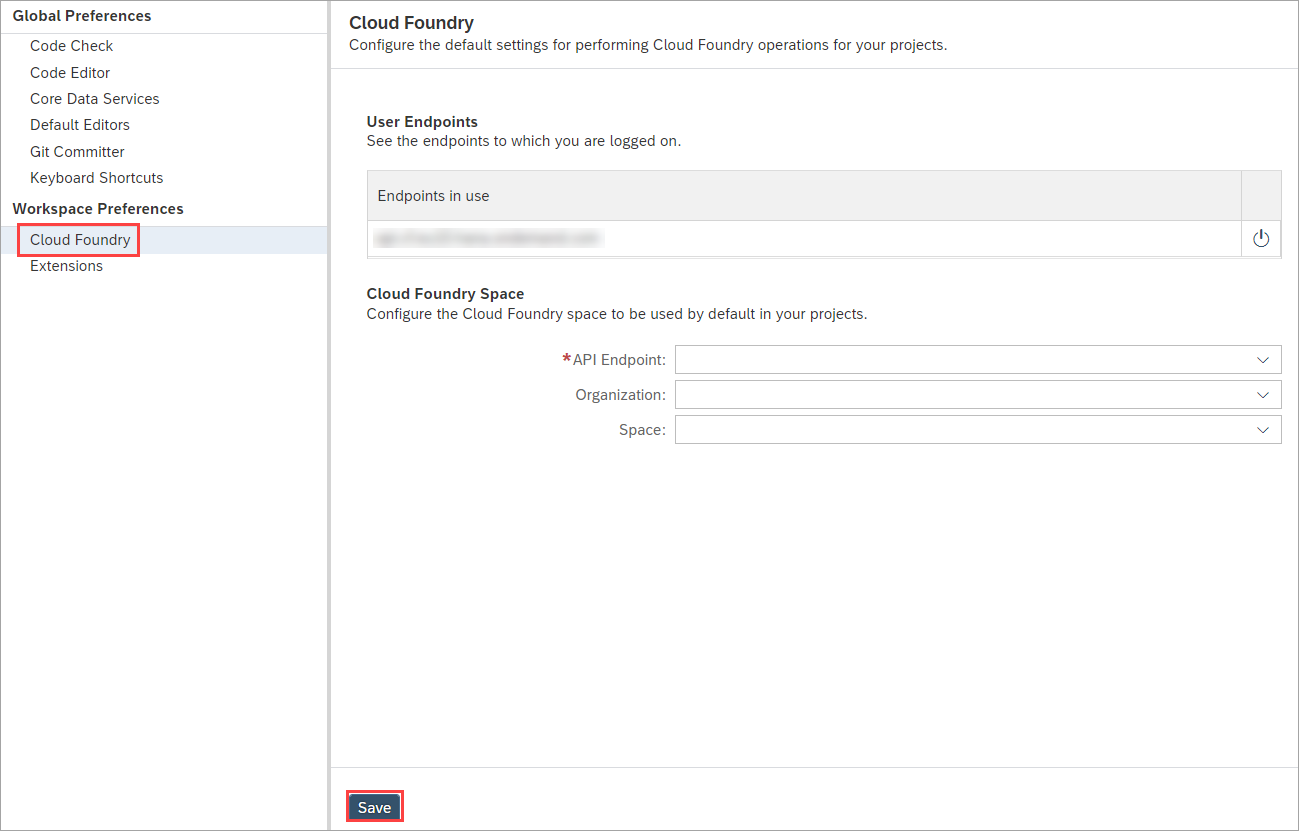 Global Preferences
Code Check
Code Editor
Core Data Services
Default Editors
Git Committer
Keyboard Shortcuts
Workspace Preferences
Cloud Foundry
Extensions
Cloud Foundry
Configure the default settings for performing Cloud Foundry operations for your projects.
User Endpoints
See the endpoints to which you are logged on.
Endpoints in use
Cloud Foundry Space
Configure the Cloud Foundry space to be used by default in your projects.
*API Endpoint:
Organization:
Space:
Save